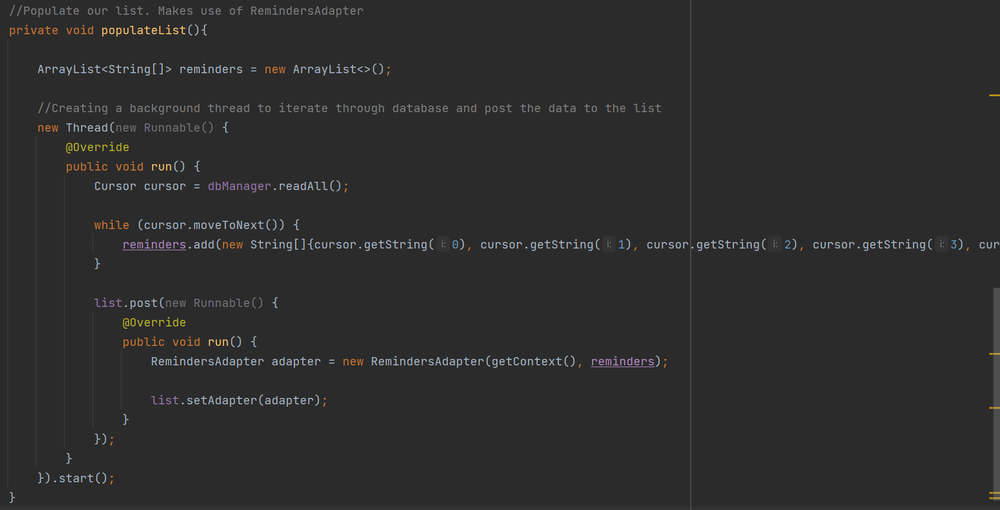 //Populate our list. Makes use of RemindersAdapter
private void populateList(){
ArrayList<String[]> reminders = new ArrayList<>();
//Creating a background thread to iterate through database and post the data to the list
new Thread(new Runnable() {
@Override
public void run() {
Cursor cursor = dbManager.readAll();
while (cursor.moveToNext()) {
reminders.add(new String[]{cursor.getString( i: 0), cursor.getString( i: 1), cursor.getString( i: 2), cursor.getString( i: 3), cur
}
list.post(new Runnable() {
@Override
public void run() {
RemindersAdapter adapter = new RemindersAdapter(getContext(), reminders);
list.setAdapter(adapter);
}
});
}
}).start();
}